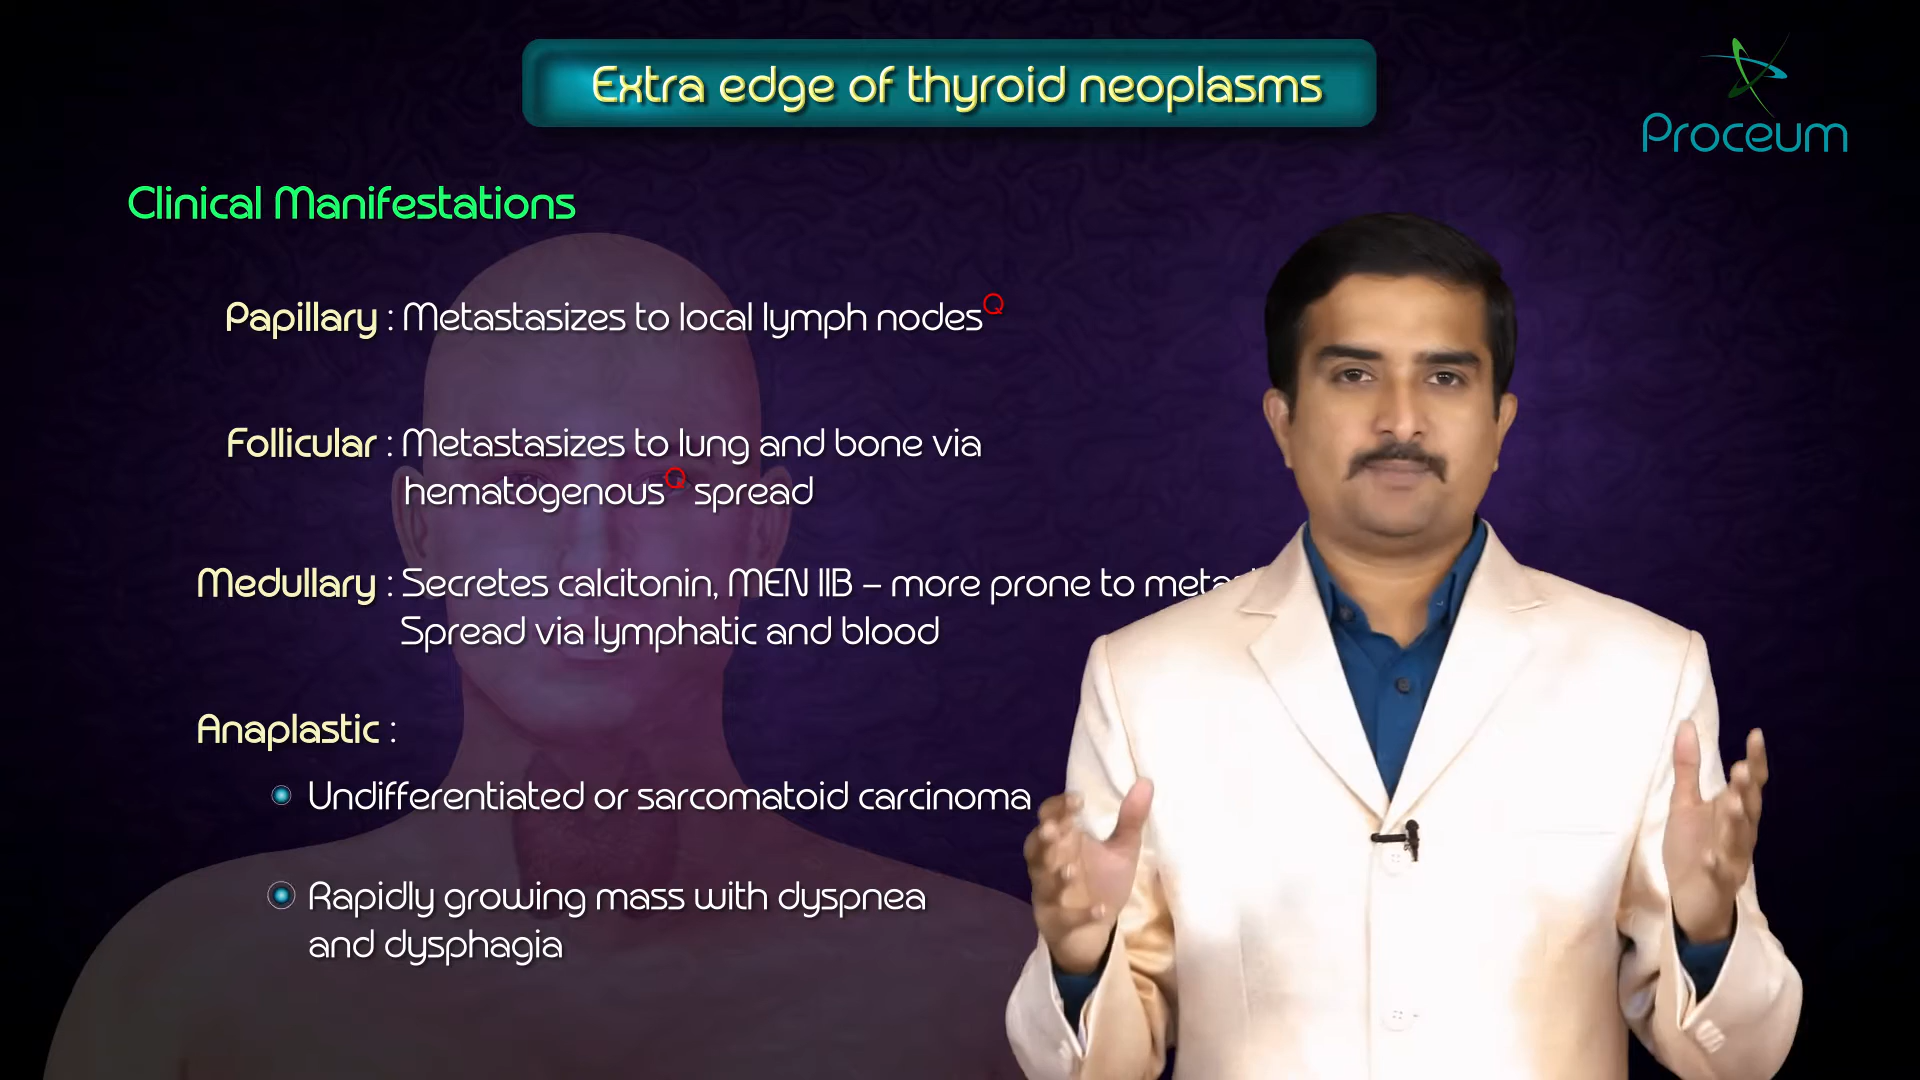 Extra edge of thyroid neoplasms
Proceum
Clinical Manifestations
Papillary : Metastasizes to local lymph nodesQ
Follicular : Metastasizes to lung and bone via
hematogenousQ spread
Medullary : Secretes calcitonin, MEN IIB – more prone to
Spread via lymphatic and blood
Anaplastic :
Undifferentiated or sarcomatoid carcinoma
Rapidly growing mass with dyspnea
and dysphagia